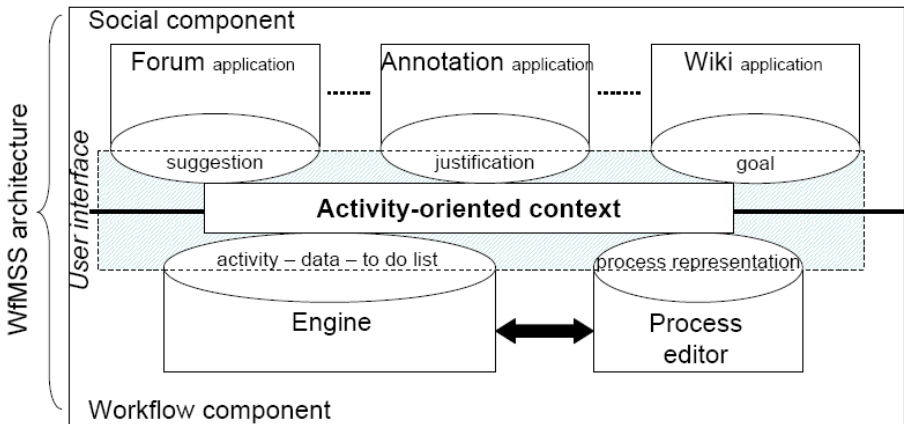 Social component
Forum application
Annotation application
Wiki application
suggestion
justification
goal
WfMSS architecture
User interface
Activity-oriented context
activity – data – to do list
process representation
Engine
Process
editor
Workflow component